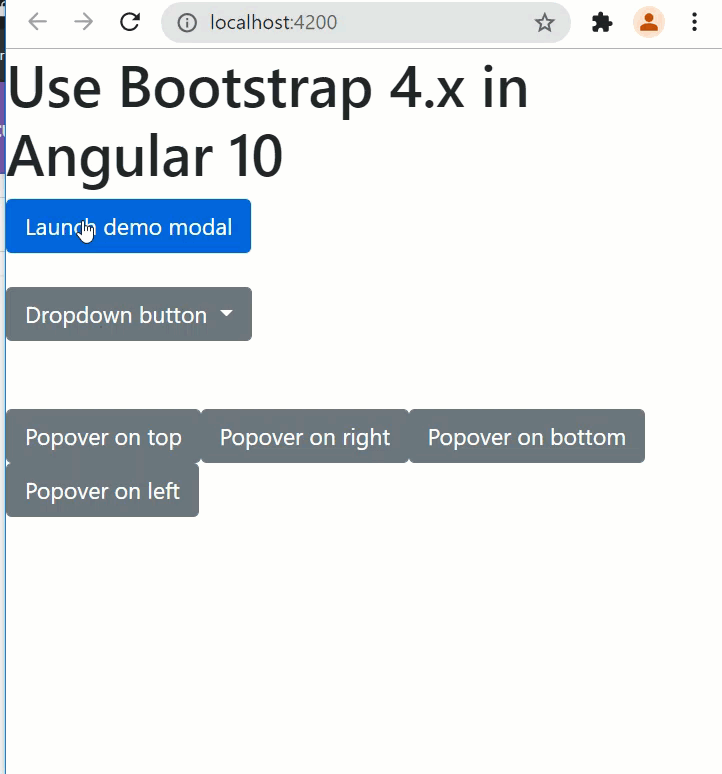 localhost:4200
Use Bootstrap 4.x in
Angular 10
Launch demo modal
Dropdown button
Popover on top Popover on right Popover on bottom
Popover on left